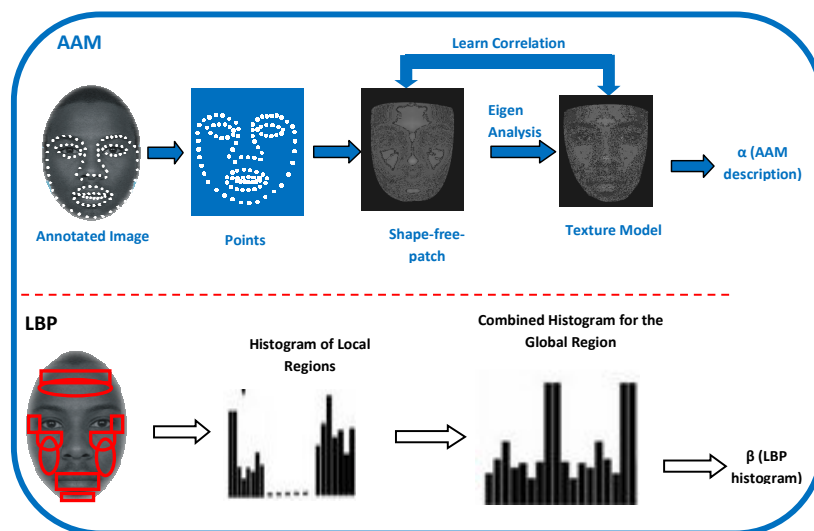 AAM
Learn Correlation
Eigen
Analysis
α (AAM
description)
Annotated Image
Points
Shape-free-
patch
Texture Model
LBP
Histogram of Local
Regions
Combined Histogram for the
Global Region
β (LBP
histogram)